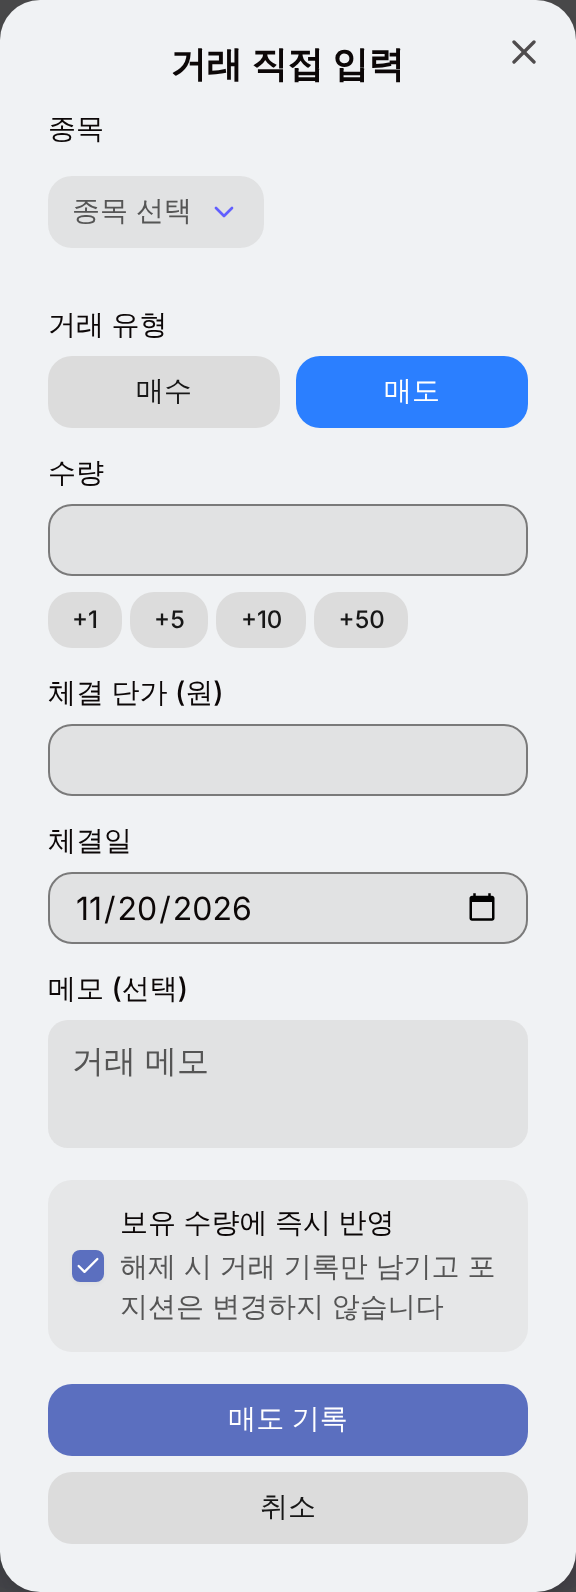 거래 직접 입력
종목
종목 선택
거래 유형
매수 매도
수량
+1 +5 +10 +50
체결 단가 (원)
체결일
11/20/2026
메모 (선택)
거래 메모
보유 수량에 즉시 반영
해제 시 거래 기록만 남기고 포
지션은 변경하지 않습니다
매도 기록
취소